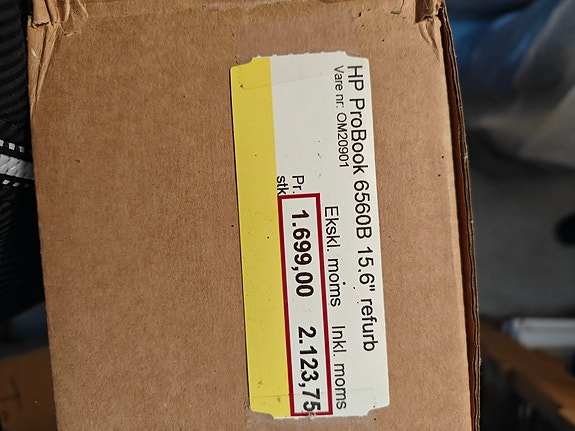 HP ProBook 6560B 15.6" refurb
Vare nr: OM20901
Ekskl. moms Inkl. moms
Pr. stk 1.699,00 2.123,75